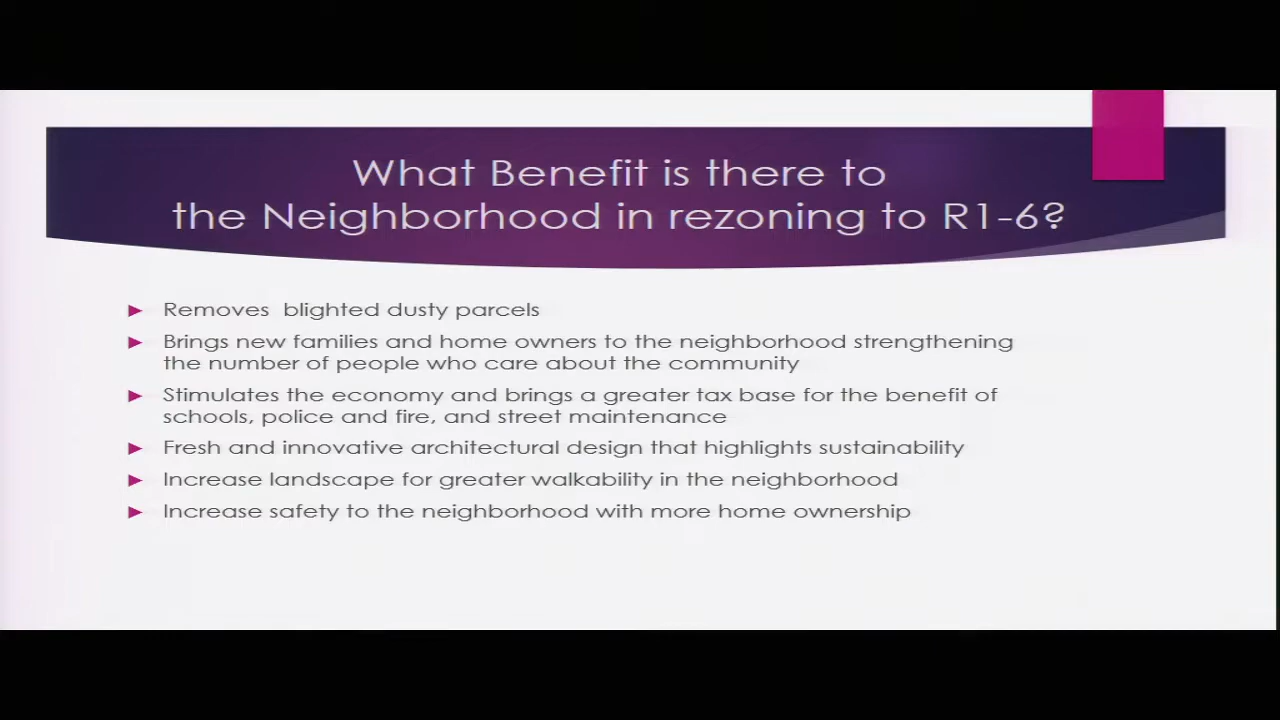 What Benefit is there to
the Neighborhood in rezoning to R1-6?
Removes blighted dusty parcels
Brings new families and home owners to the neighborhood strengthening
the number of people who care about the community
Stimulates the economy and brings a greater tax base for the benefit of
schools, police and fire, and street maintenance
Fresh and innovative architectural design that highlights sustainability
Increase landscape for greater walkability in the neighborhood
Increase safety to the neighborhood with more home ownership